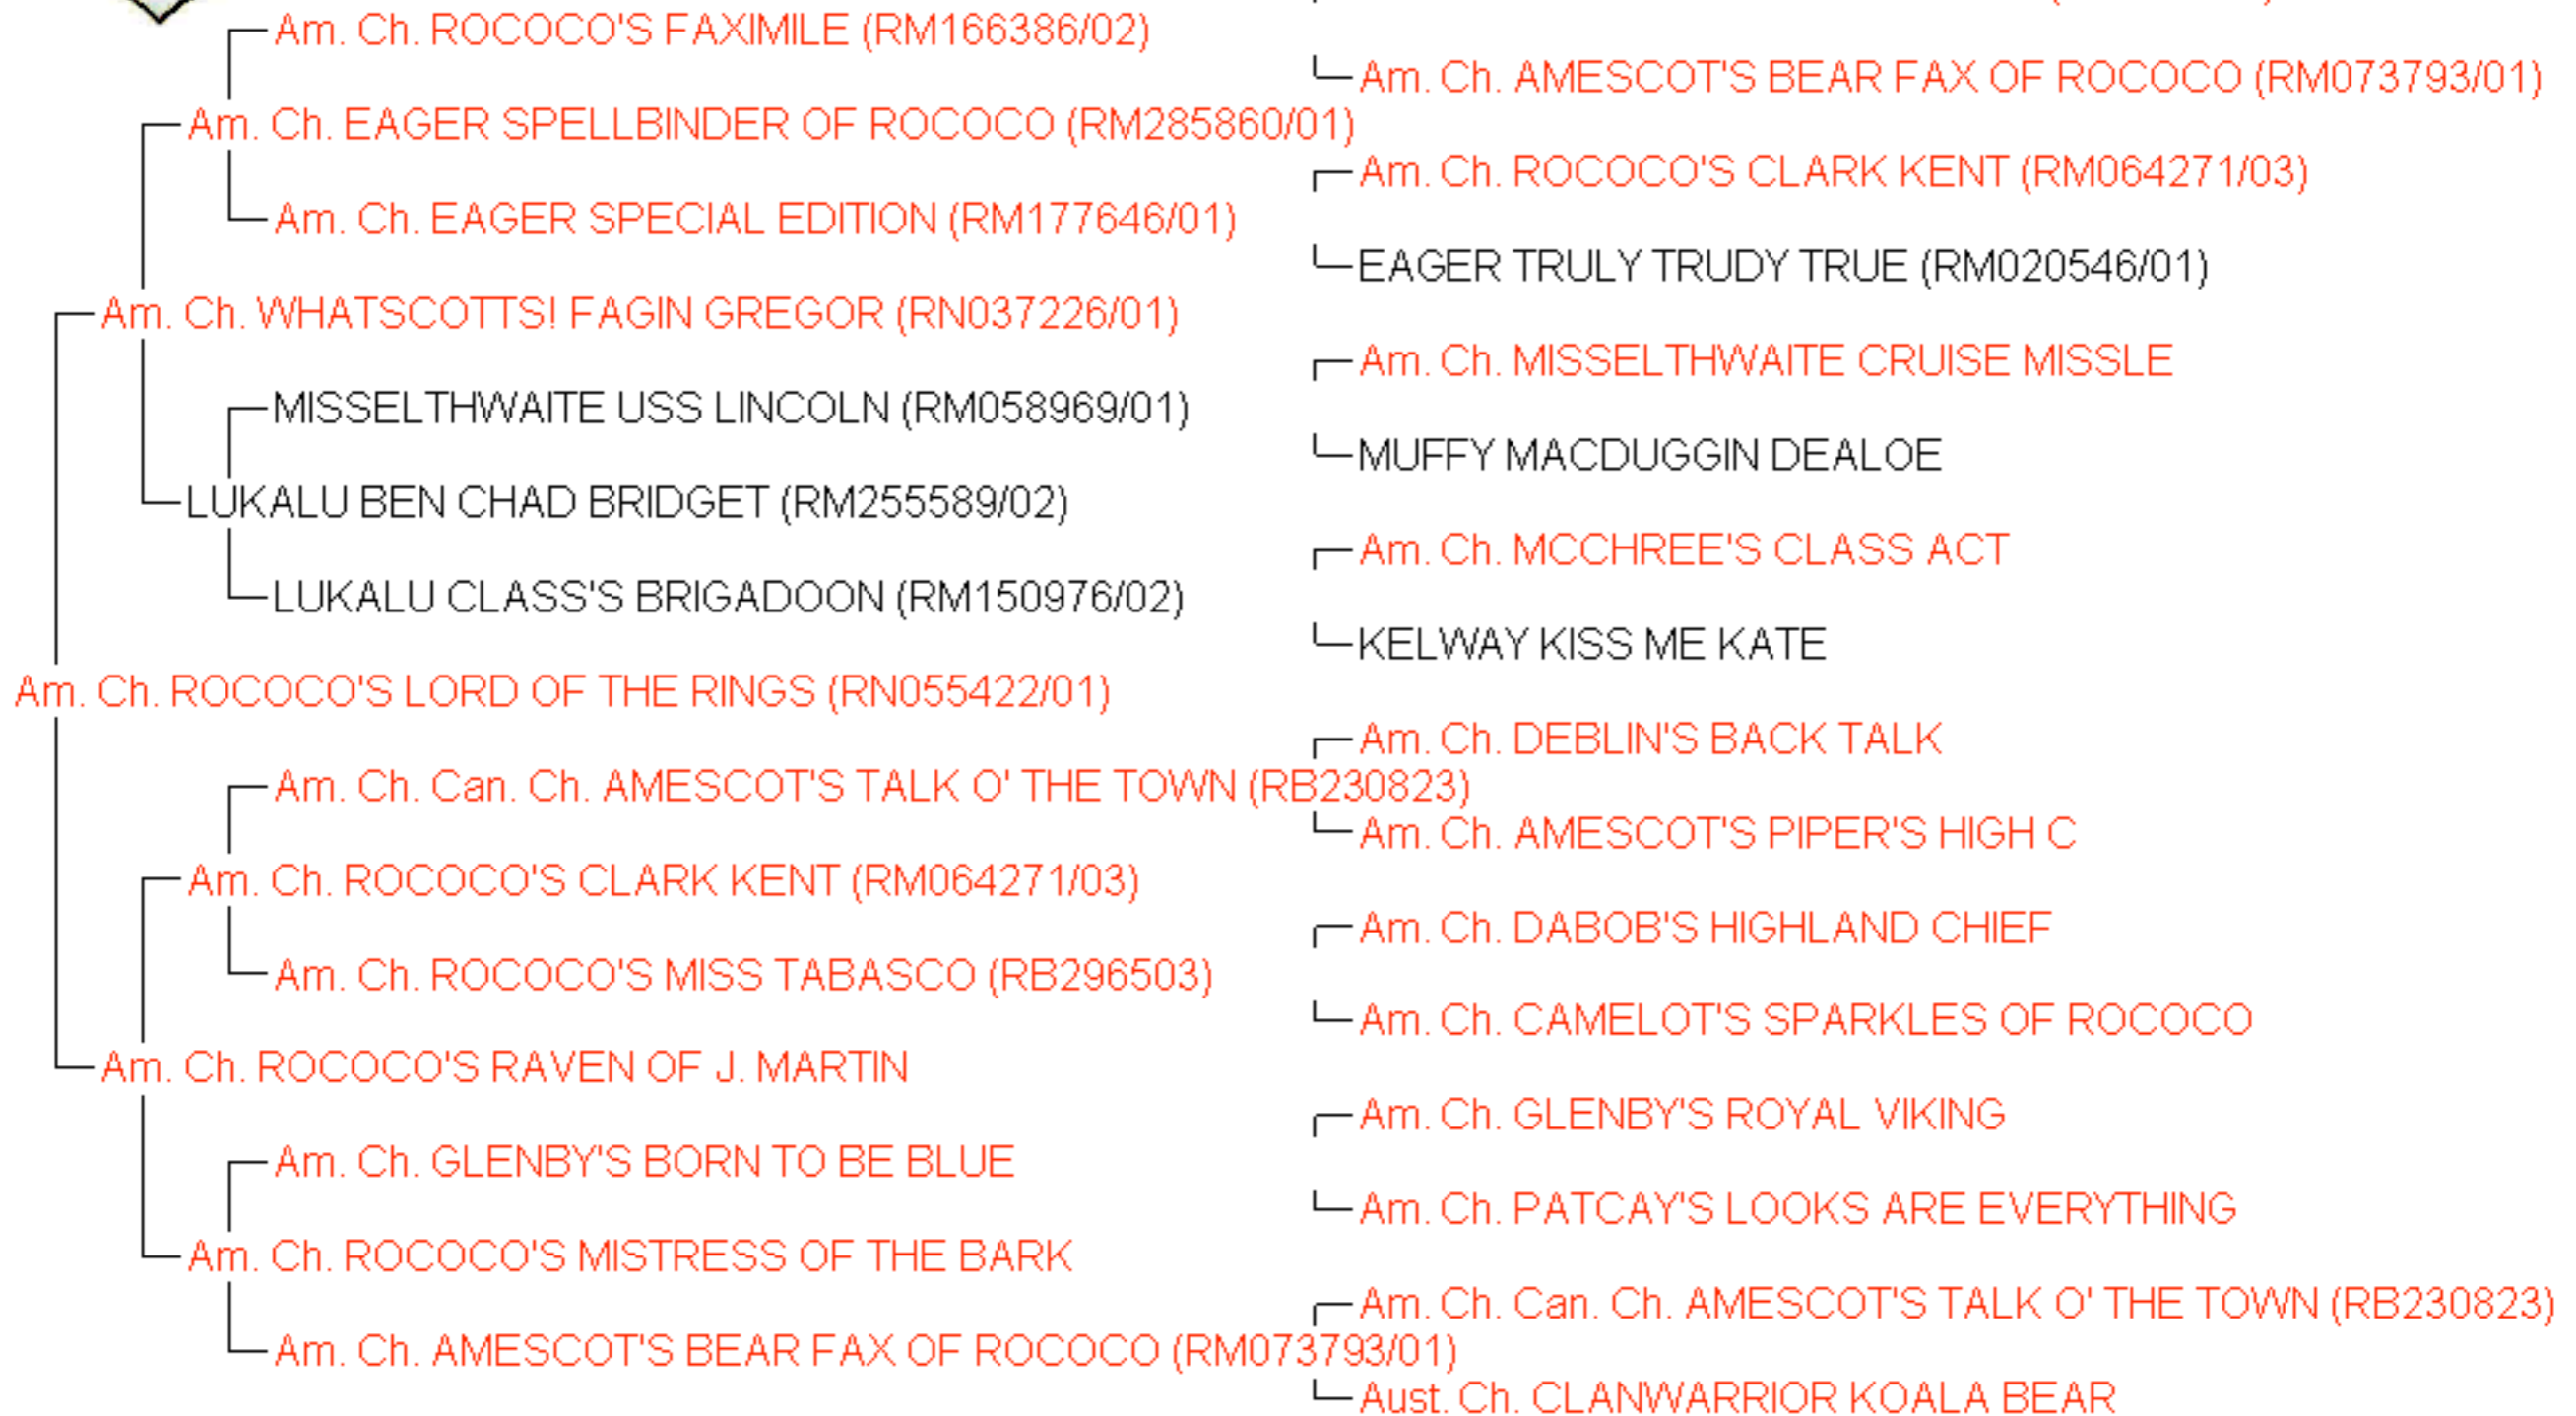 Am. Ch. ROCOCO'S FAXIMILE (RM166386/02)
Am. Ch. AMESCOT'S BEAR FAX OF ROCOCO (RM073793/01)
Am. Ch. EAGER SPELLBINDER OF ROCOCO (RM285860/01)
Am. Ch. ROCOCO'S CLARK KENT (RM064271/03)
Am. Ch. EAGER SPECIAL EDITION (RM177646/01)
EAGER TRULY TRUDY TRUE (RM020546/01)
Am. Ch. WHATSCOTTS! FAGIN GREGOR (RN037226/01)
Am. Ch. MISSELTHWAITE CRUISE MISSLE
MISSELTHWAITE USS LINCOLN (RM058969/01)
MUFFY MACDUGGIN DEALOE
LUKALU BEN CHAD BRIDGET (RM255589/02)
Am. Ch. MCCHREE'S CLASS ACT
LUKALU CLASS'S BRIGADOON (RM150976/02)
KELWAY KISS ME KATE
Am. Ch. ROCOCO'S LORD OF THE RINGS (RN055422/01)
Am. Ch. DEBLIN'S BACK TALK
Am. Ch. Can. Ch. AMESCOT'S TALK O' THE TOWN (RB230823)
Am. Ch. AMESCOT'S PIPER'S HIGH C
Am. Ch. ROCOCO'S CLARK KENT (RM064271/03)
Am. Ch. DABOB'S HIGHLAND CHIEF
Am. Ch. ROCOCO'S MISS TABASCO (RB296503)
Am. Ch. CAMELOT'S SPARKLES OF ROCOCO
Am. Ch. ROCOCO'S RAVEN OF J. MARTIN
Am. Ch. GLENBY'S ROYAL VIKING
Am. Ch. GLENBY'S BORN TO BE BLUE
Am. Ch. PATCAY'S LOOKS ARE EVERYTHING
Am. Ch. ROCOCO'S MISTRESS OF THE BARK
Am. Ch. Can. Ch. AMESCOT'S TALK O' THE TOWN (RB230823)
Am. Ch. AMESCOT'S BEAR FAX OF ROCOCO (RM073793/01)
Aust. Ch. CLANWARRIOR KOALA BEAR